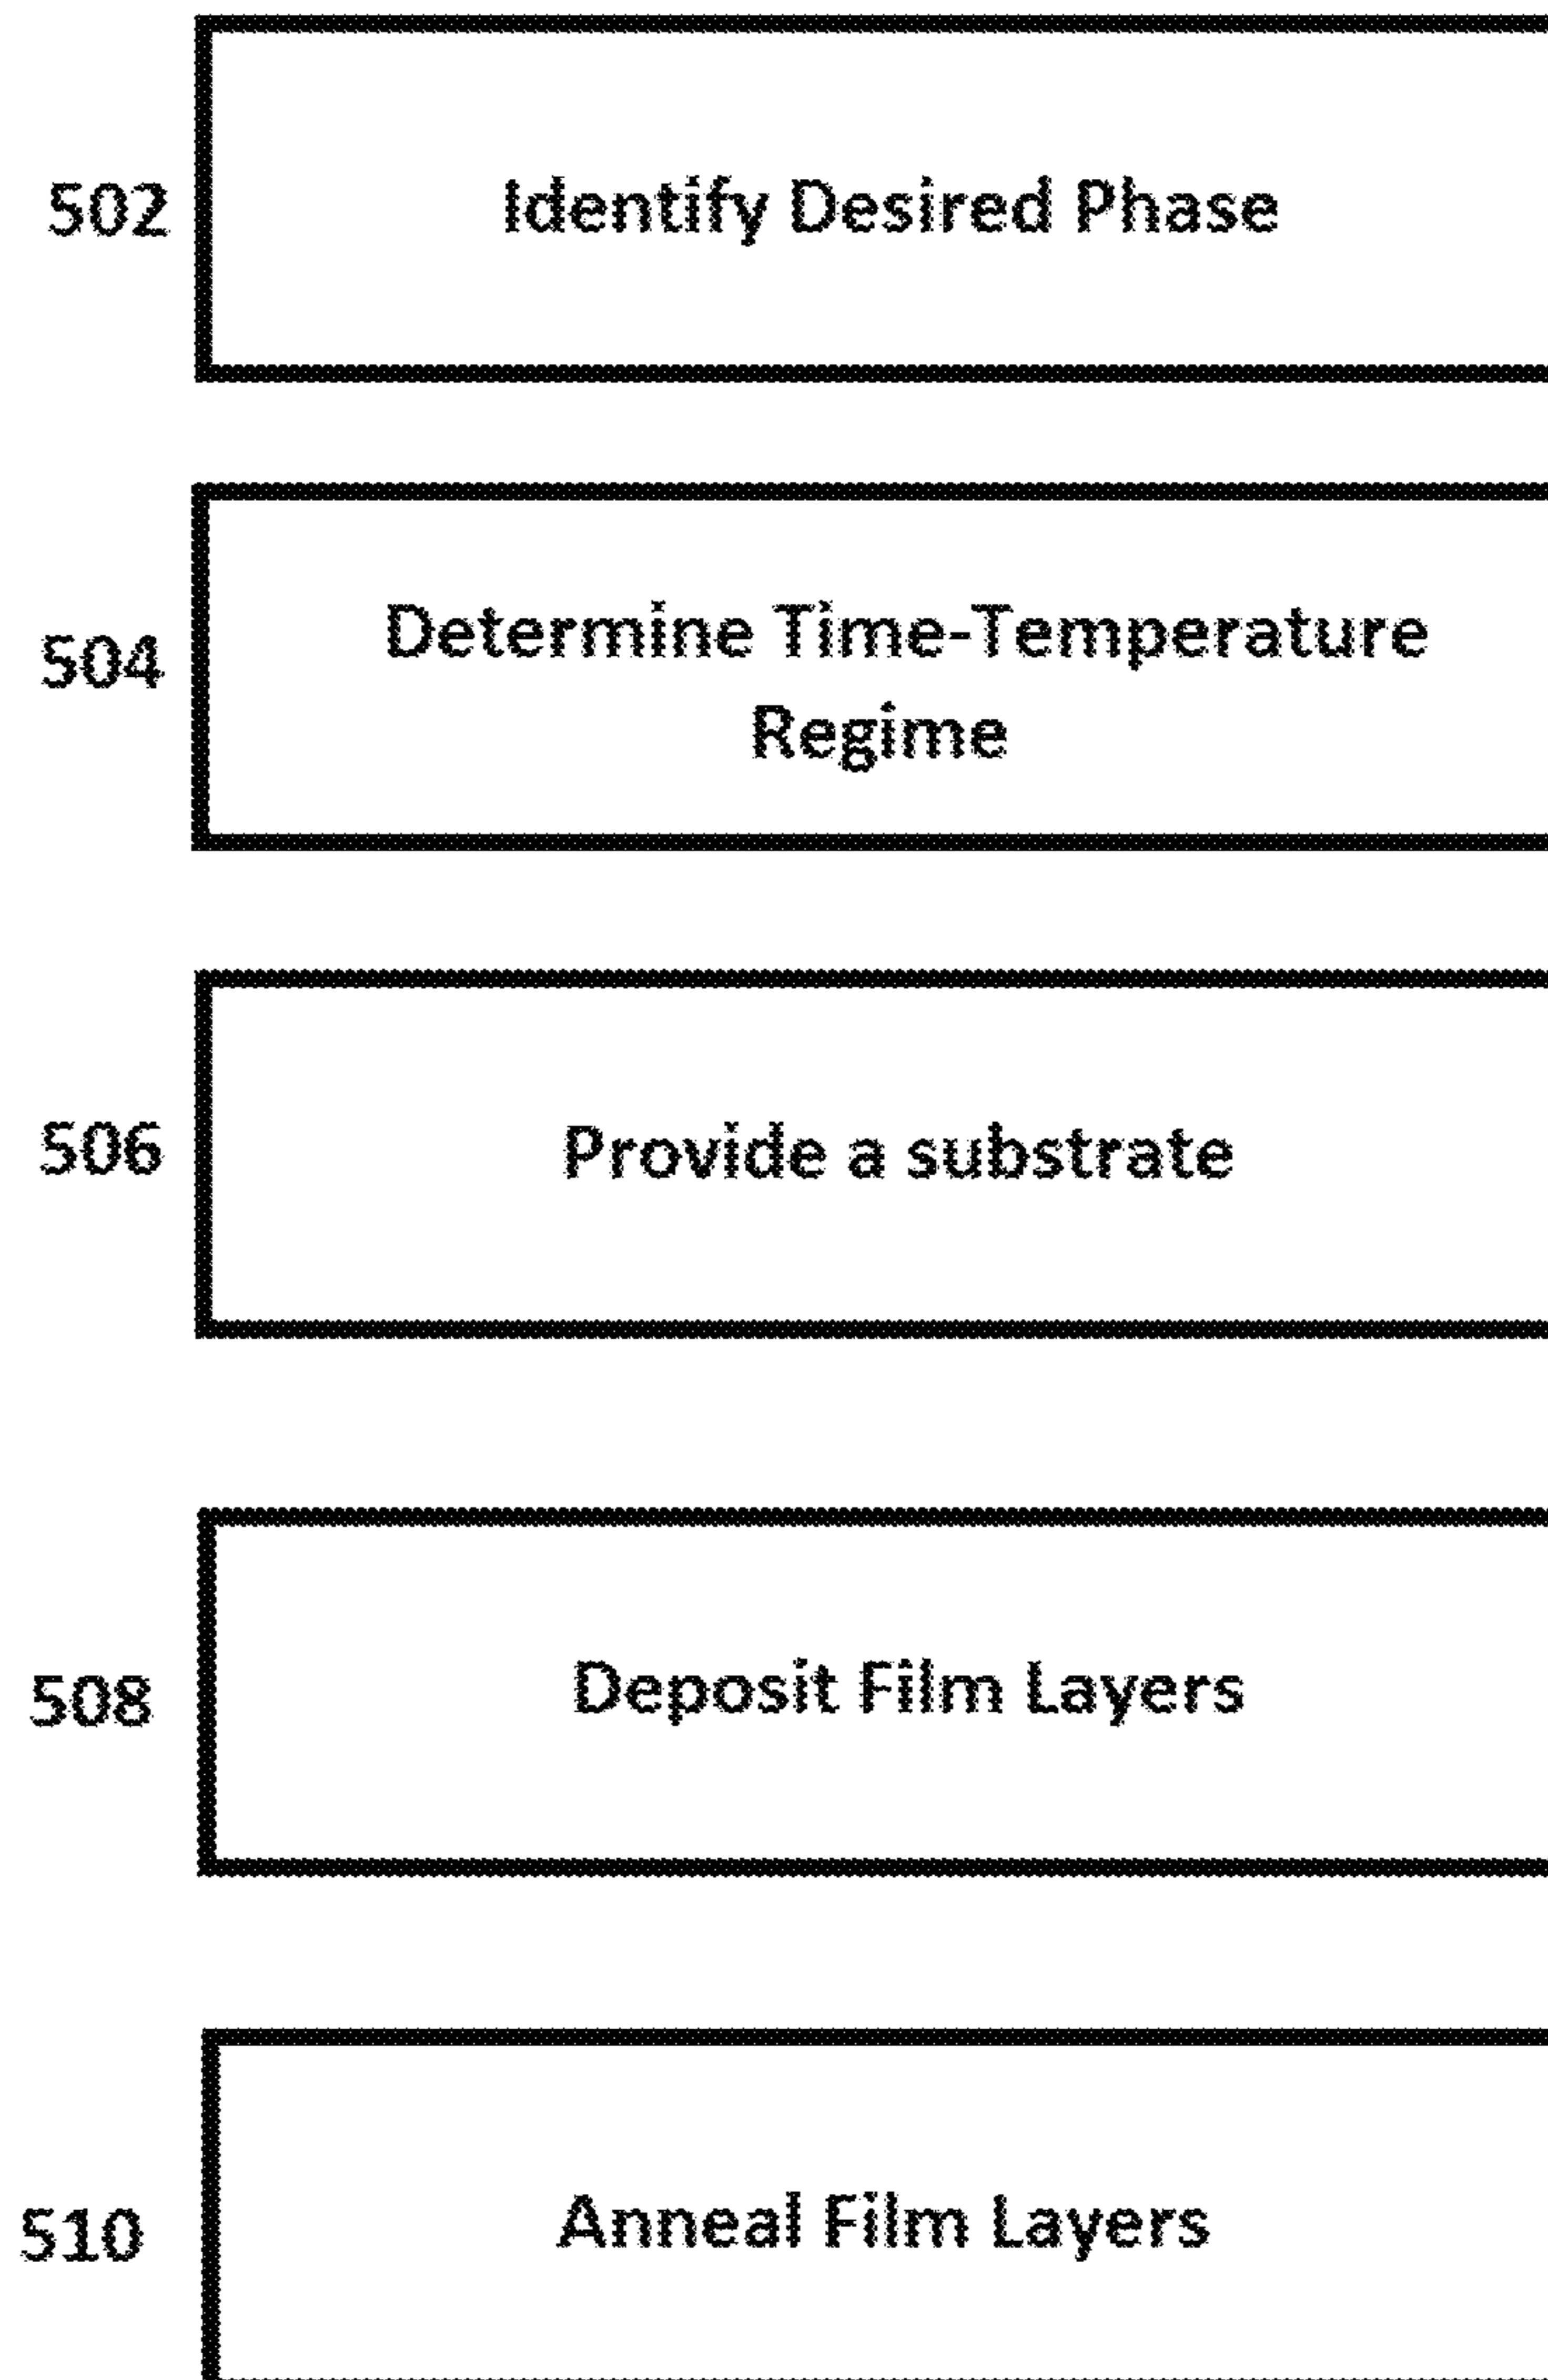 502
Identify Desired Phase
504
Determine Time-Temperature
Regime
506
Provide a substrate
508
Deposit Film Layers
510
Anneal Film Layers